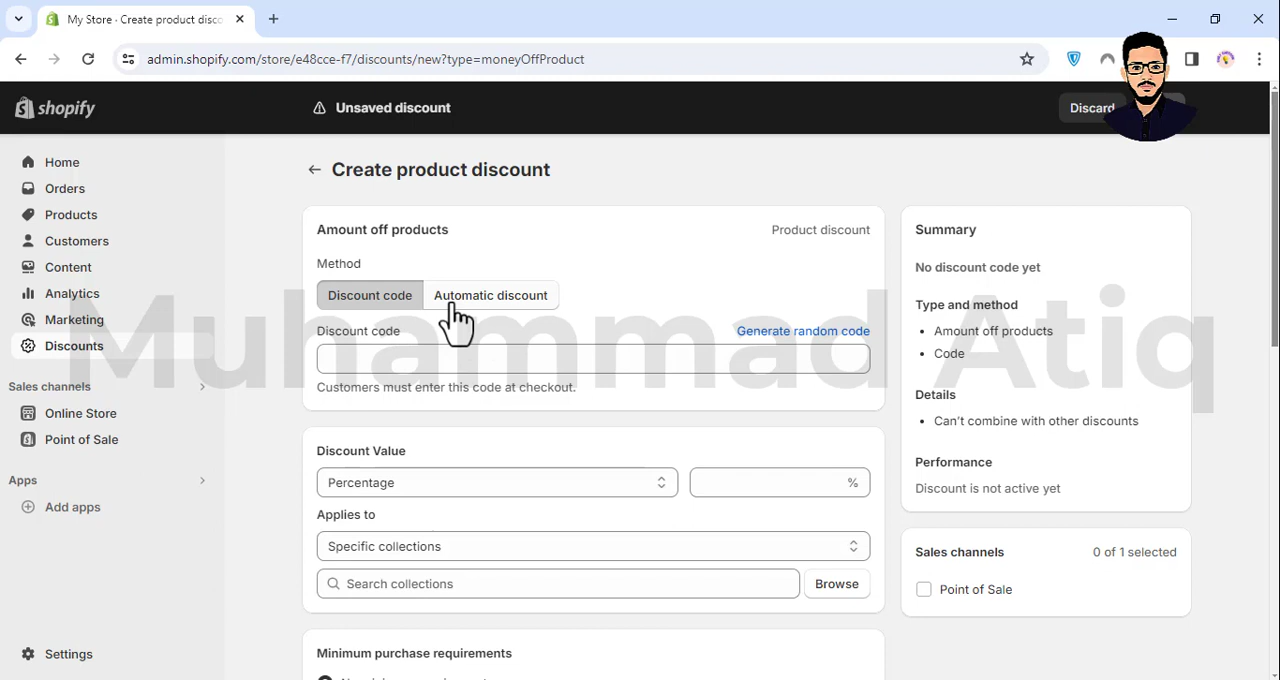 My Store · Create product disco
admin.shopify.com/store/e48cce-f7/discounts/new?type=moneyOffProduct
shopify
Unsaved discount
Discard
Home
Orders
Products
Customers
Content
Analytics
Marketing
Discounts
Sales channels
Online Store
Point of Sale
Apps
Add apps
Settings
Create product discount
Amount off products
Product discount
Method
Discount code
Automatic discount
Discount code
Generate random code
Customers must enter this code at checkout.
Discount Value
Percentage
%
Applies to
Specific collections
Search collections
Browse
Minimum purchase requirements
Summary
No discount code yet
Type and method
• Amount off products
• Code
Details
• Can't combine with other discounts
Performance
Discount is not active yet
Sales channels
0 of 1 selected
Point of Sale
Muhammad Atiq